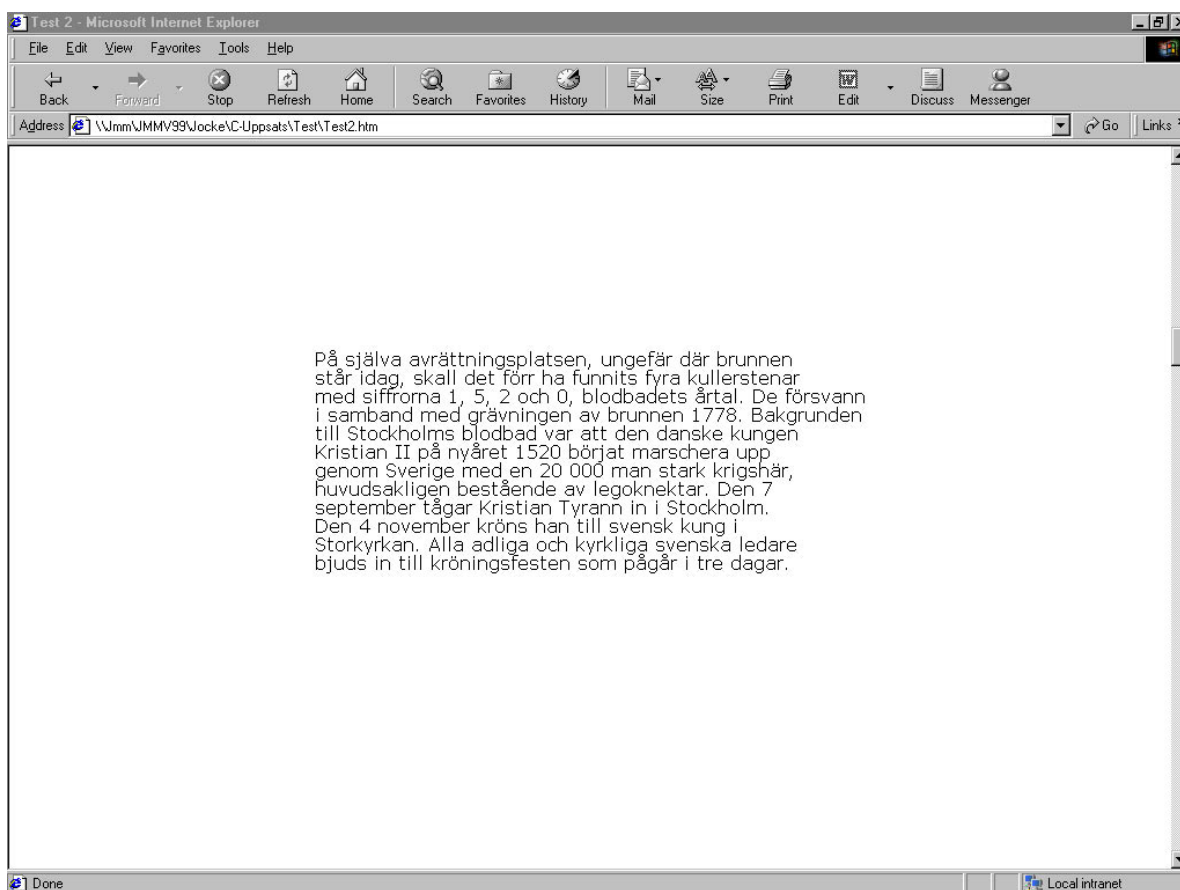 Test 2 - Microsoft Internet Explorer
File Edit View Favorites Tools Help
Back Forward Stop Refresh Home Search Favorites History Mail Size Print Edit Discuss Messenger
Address \\Jmm\JMMV99\Jocke\C-Uppsats\Test\Test2.htm Go Links
På själva avrättningsplatsen, ungefär där brunnen
står idag, skall det förr ha funnits fyra kullerstenar
med siffrorna 1, 5, 2 och 0, blodbadets årtal. De försvann
i samband med grävningen av brunnen 1778. Bakgrunden
till Stockholms blodbad var att den danske kungen
Kristian II på nyåret 1520 börjat marschera upp
genom Sverige med en 20 000 man stark krigshär,
huvudsakligen bestående av legoknektar. Den 7
september tågar Kristian Tyrann in i Stockholm.
Den 4 november kröns han till svensk kung i
Storkyrkan. Alla adliga och kyrkliga svenska ledare
bjuds in till kröningsfesten som pågår i tre dagar.
Done Local intranet